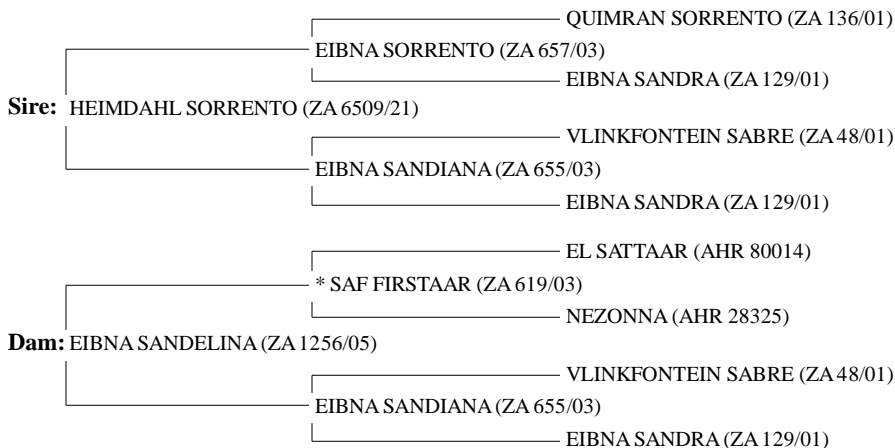 QUIMRAN SORRENTO (ZA 136/01)
EIBNA SORRENTO (ZA 657/03)
EIBNA SANDRA (ZA 129/01)
Sire: HEIMDAHL SORRENTO (ZA 6509/21)
VLINKFONTEIN SABRE (ZA 48/01)
EIBNA SANDIANA (ZA 655/03)
EIBNA SANDRA (ZA 129/01)
EL SATTAAR (AHR 80014)
* SAF FIRSTAAR (ZA 619/03)
NEZONNA (AHR 28325)
Dam: EIBNA SANDELINA (ZA 1256/05)
VLINKFONTEIN SABRE (ZA 48/01)
EIBNA SANDIANA (ZA 655/03)
EIBNA SANDRA (ZA 129/01)